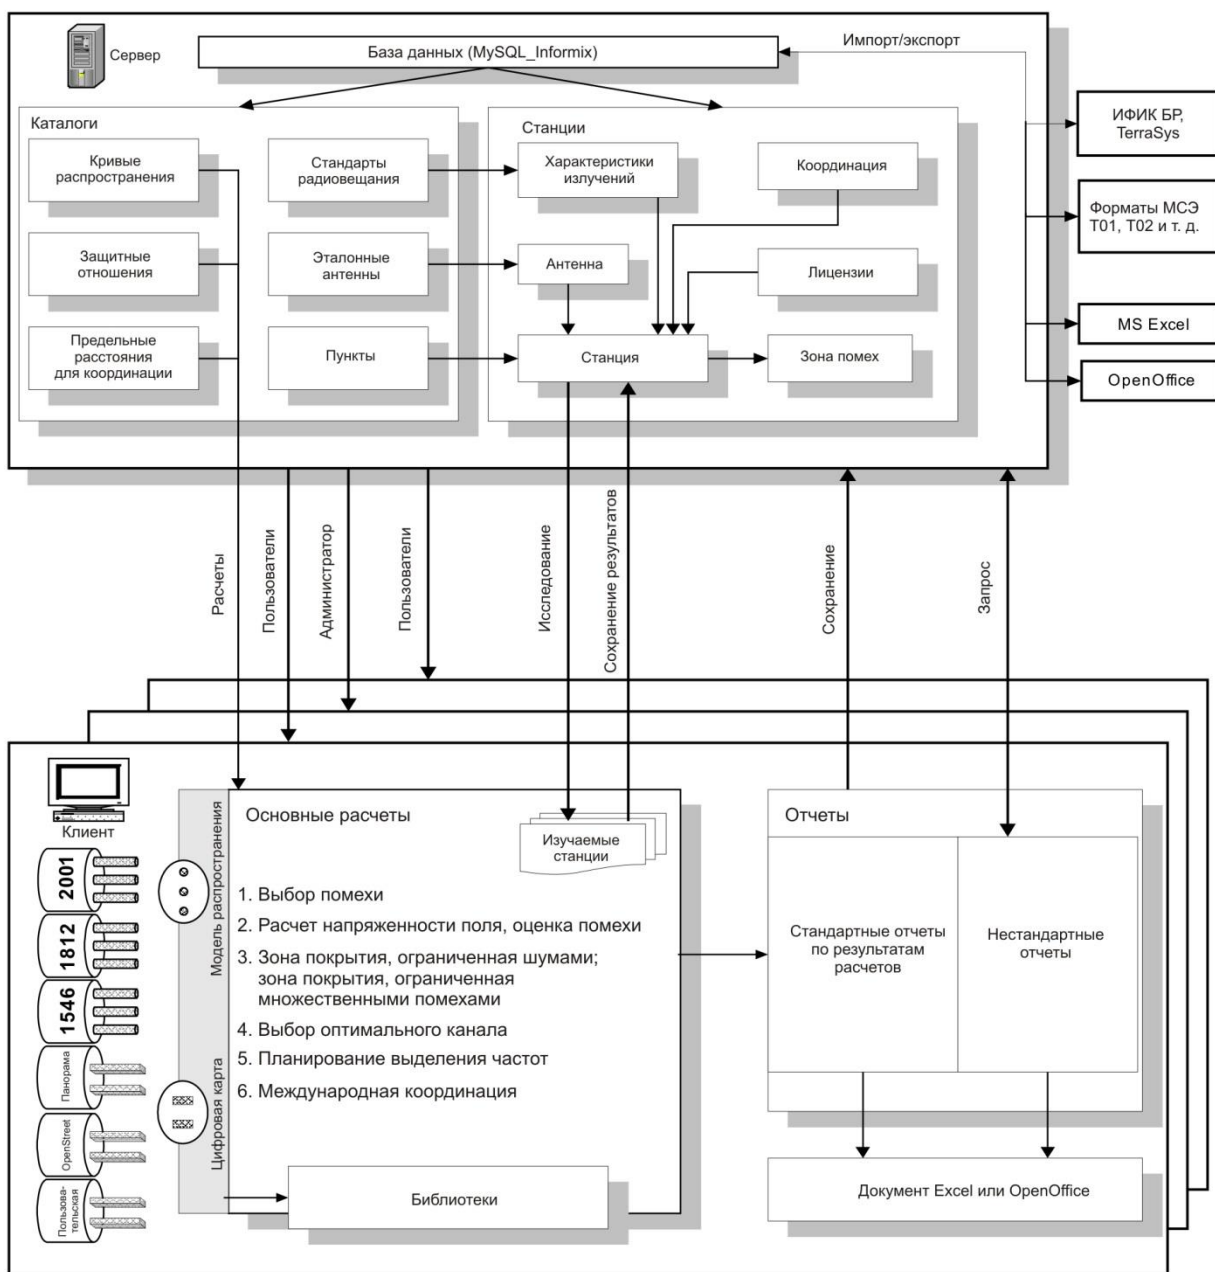 Сервер
База данных (MySQL_Informix)
Импорт/экспорт
ИФИК БР,
TerraSys
Форматы МСЭ
T01, T02 и т. д.
MS Excel
OpenOffice
Каталоги
Кривые
распространения
Стандарты
радиовещания
Защитные
отношения
Эталонные
антенны
Предельные
расстояния
для координации
Пункты
Станции
Характеристики
излучений
Координация
Антенна
Лицензии
Станция
Зона помех
Расчеты
Пользователи
Администратор
Пользователи
Исследование
Сохранение результатов
Сохранение
Запрос
Клиент
2001
1812
1546
Панорама
OpenStreet
Пользова-
тельская
Модель распространения
Цифровая карта
Основные расчеты
Изучаемые
станции
1. Выбор помехи
2. Расчет напряженности поля, оценка помехи
3. Зона покрытия, ограниченная шумами;
зона покрытия, ограниченная
множественными помехами
4. Выбор оптимального канала
5. Планирование выделения частот
6. Международная координация
Библиотеки
Отчеты
Стандартные отчеты
по результатам
расчетов
Нестандартные
отчеты
Документ Excel или OpenOffice